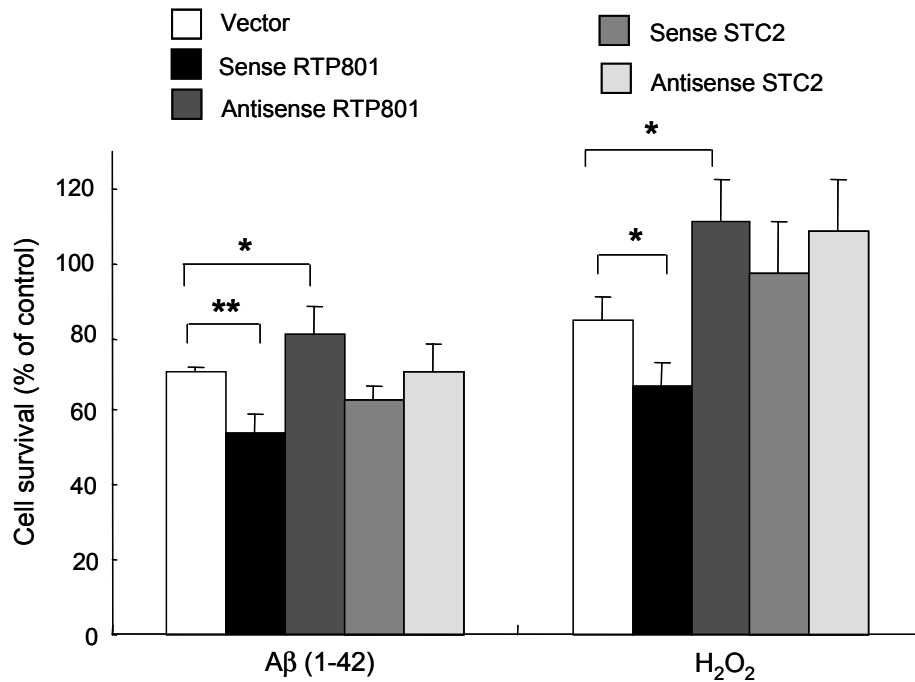 Vector
Sense RTP801
Antisense RTP801
Sense STC2
Antisense STC2
Cell survival (% of control)
120
100
80
60
40
20
0
*
**
*
*
Aβ (1-42)
H₂O₂